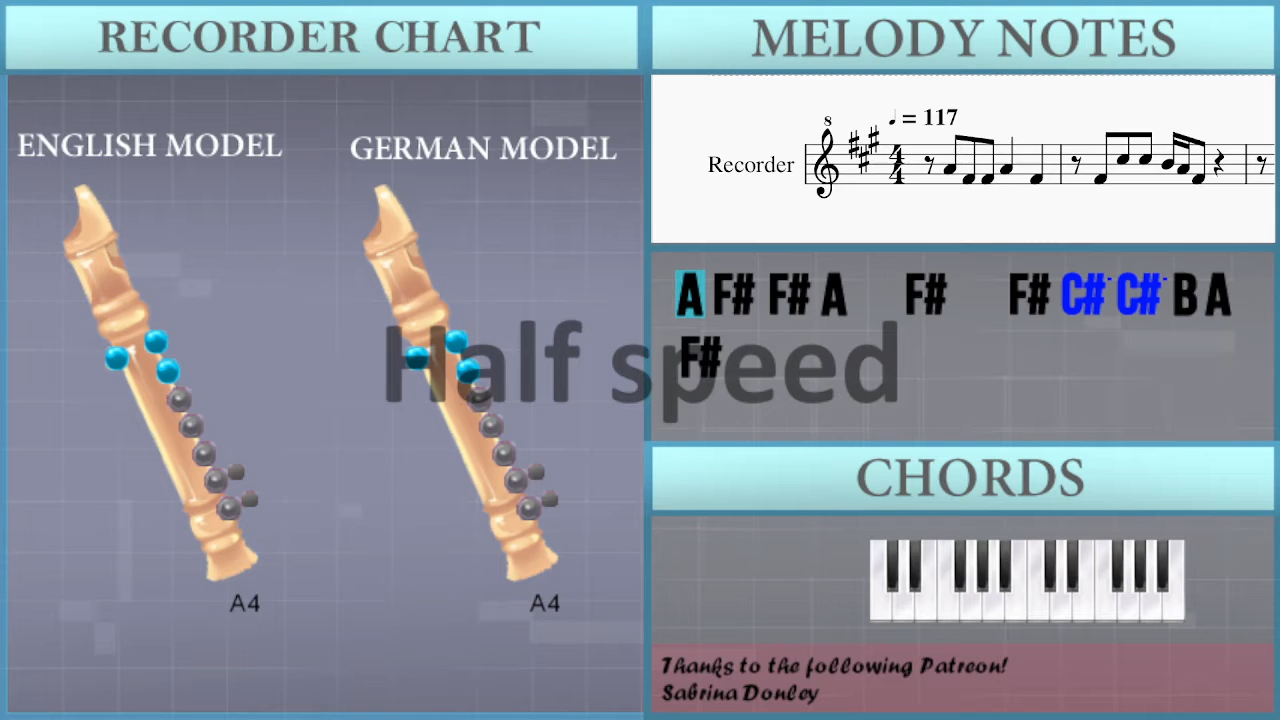 RECORDER CHART
MELODY NOTES
ENGLISH MODEL
GERMAN MODEL
8
♩ = 117
Recorder
4
4
A F# F# A F# F# C#- C#- B A
F#
Half speed
CHORDS
A4
A4
Thanks to the following Patreon!
Sabrina Donley